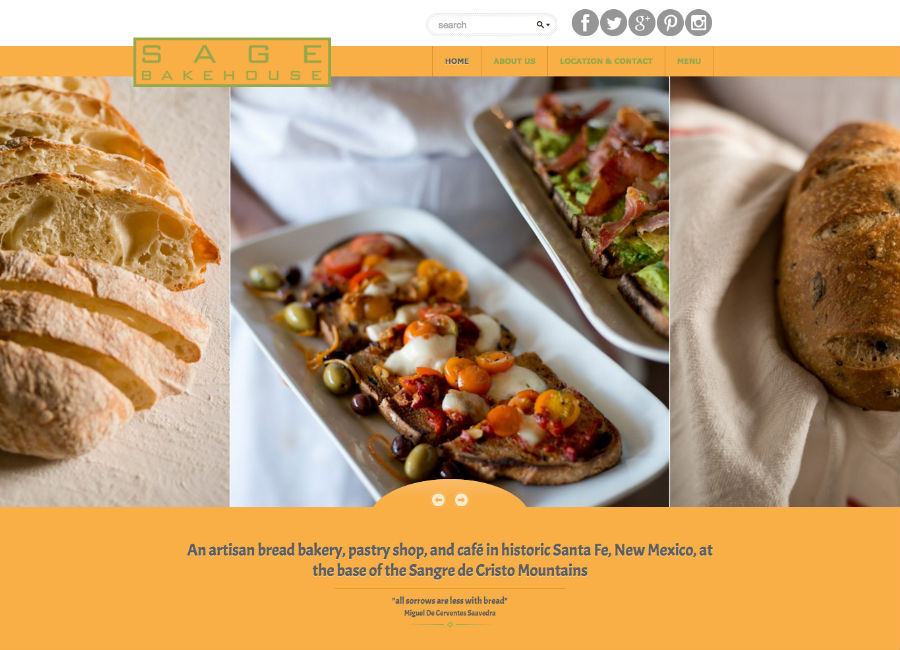 search
SAGE
BAKEHOUSE
HOME
ABOUT US
LOCATION & CONTACT
MENU
An artisan bread bakery, pastry shop, and café in historic Santa Fe, New Mexico, at
the base of the Sangre de Cristo Mountains
"all sorrows are less with bread"
Miguel De Cerventes Saavedra